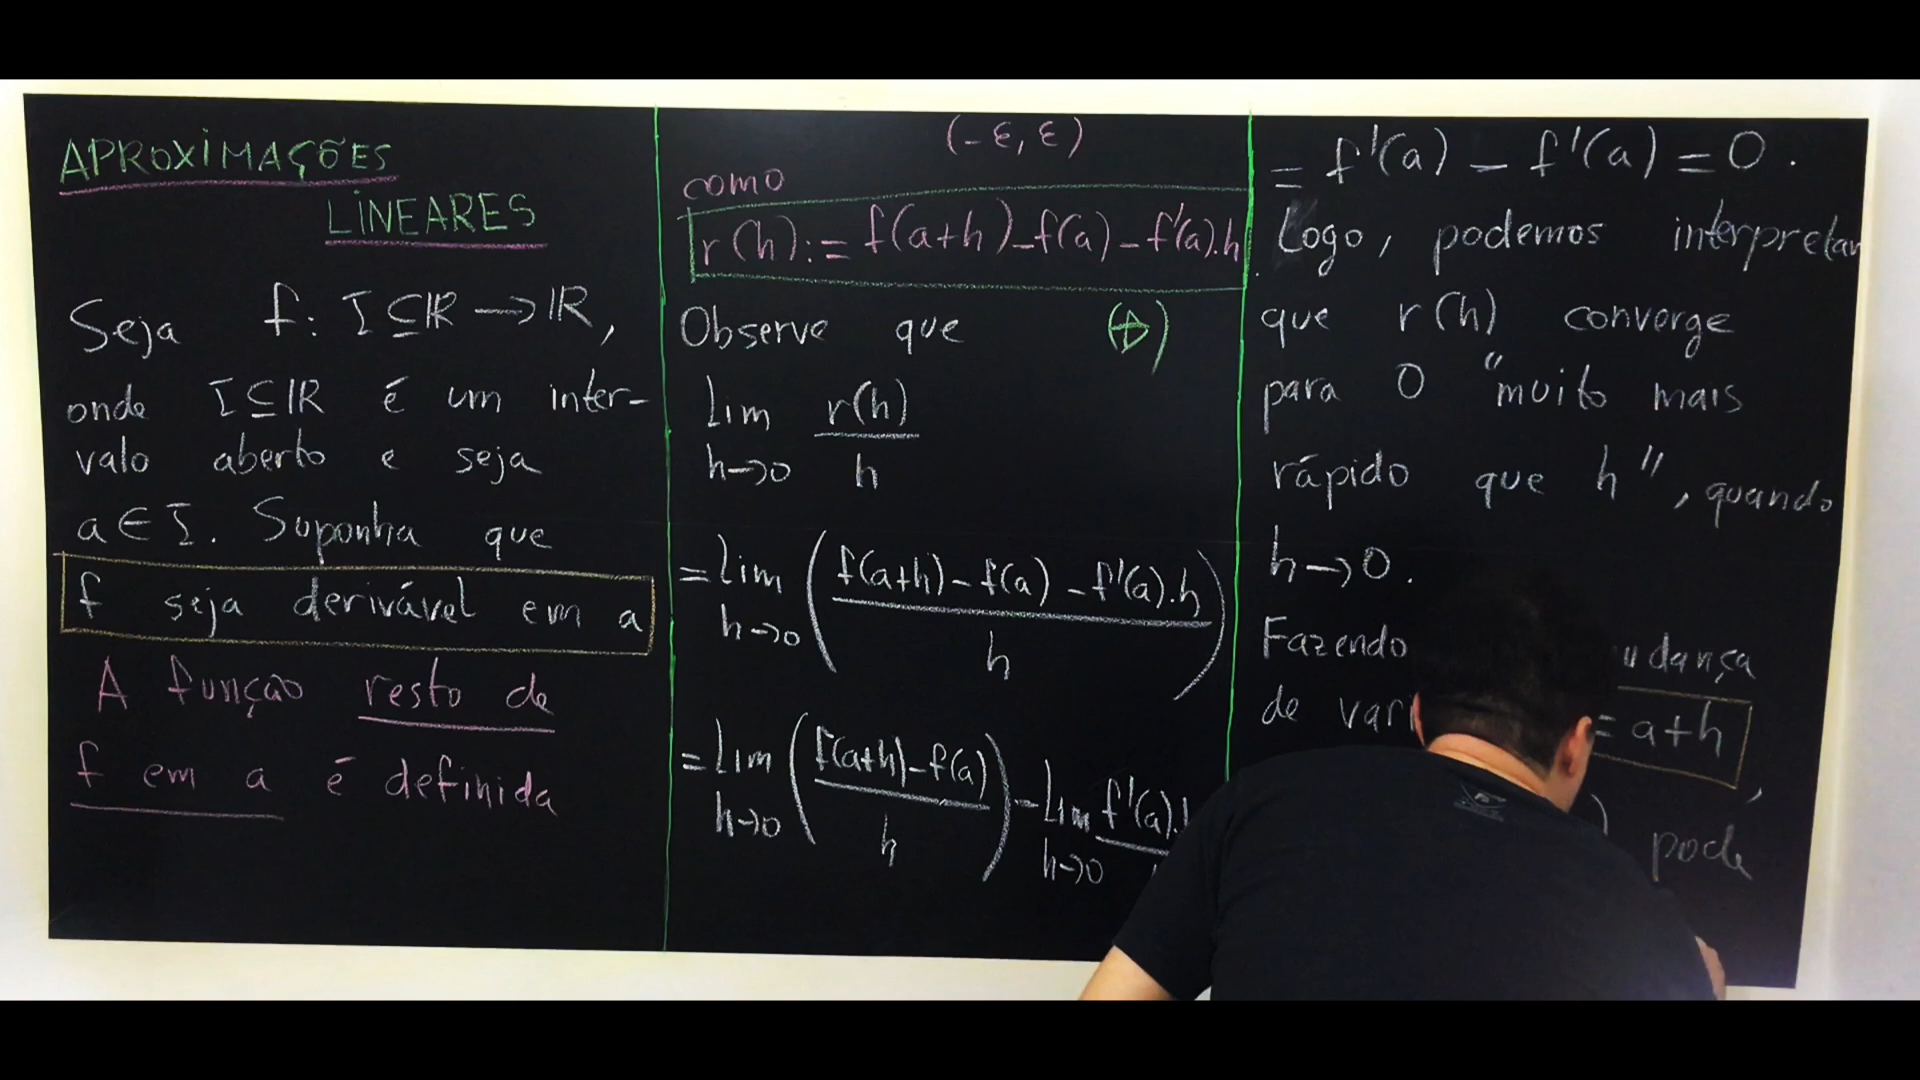 APROXIMAÇÕES
LINEARES
Seja f: I ⊆ ℝ → ℝ,
onde I ⊆ ℝ é um inter-
valo aberto e seja
a ∈ I. Suponha que
f seja derivável em a
A função resto de
f em a é definida
(-ε, ε)
como
r(h) := f(a+h) - f(a) - f'(a).h
Observe que
lim r(h)
h→0 h
= lim ( f(a+h) - f(a) - f'(a).h )
h→0 h
= lim ( f(a+h) - f(a) ) - lim f'(a).
h→0 h h→0
= f'(a) - f'(a) = 0.
Logo, podemos interpretar
que r(h) converge
para 0 "muito mais
rápido que h", quando
h→0.
Fazendo
de = a+h ,
) pode